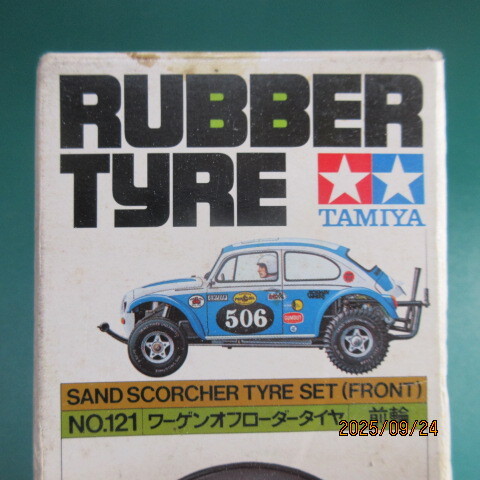 RUBBER
TYRE
TAMIYA
506
SAND SCORCHER TYRE SET (FRONT)
NO.121 ワーゲンオフローダータイヤ 前輪
2025/09/24